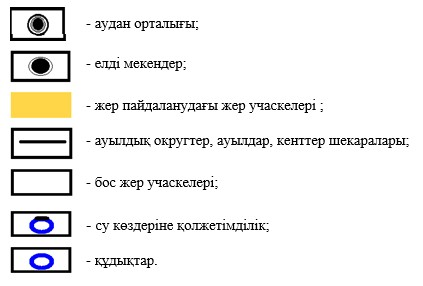 - аудан орталығы;
- елді мекендер;
- жер пайдаланудағы жер учаскелері ;
- ауылдық округтер, ауылдар, кенттер шекаралары;
- бос жер учаскелері;
- су көздеріне қолжетімділік;
- құдықтар.